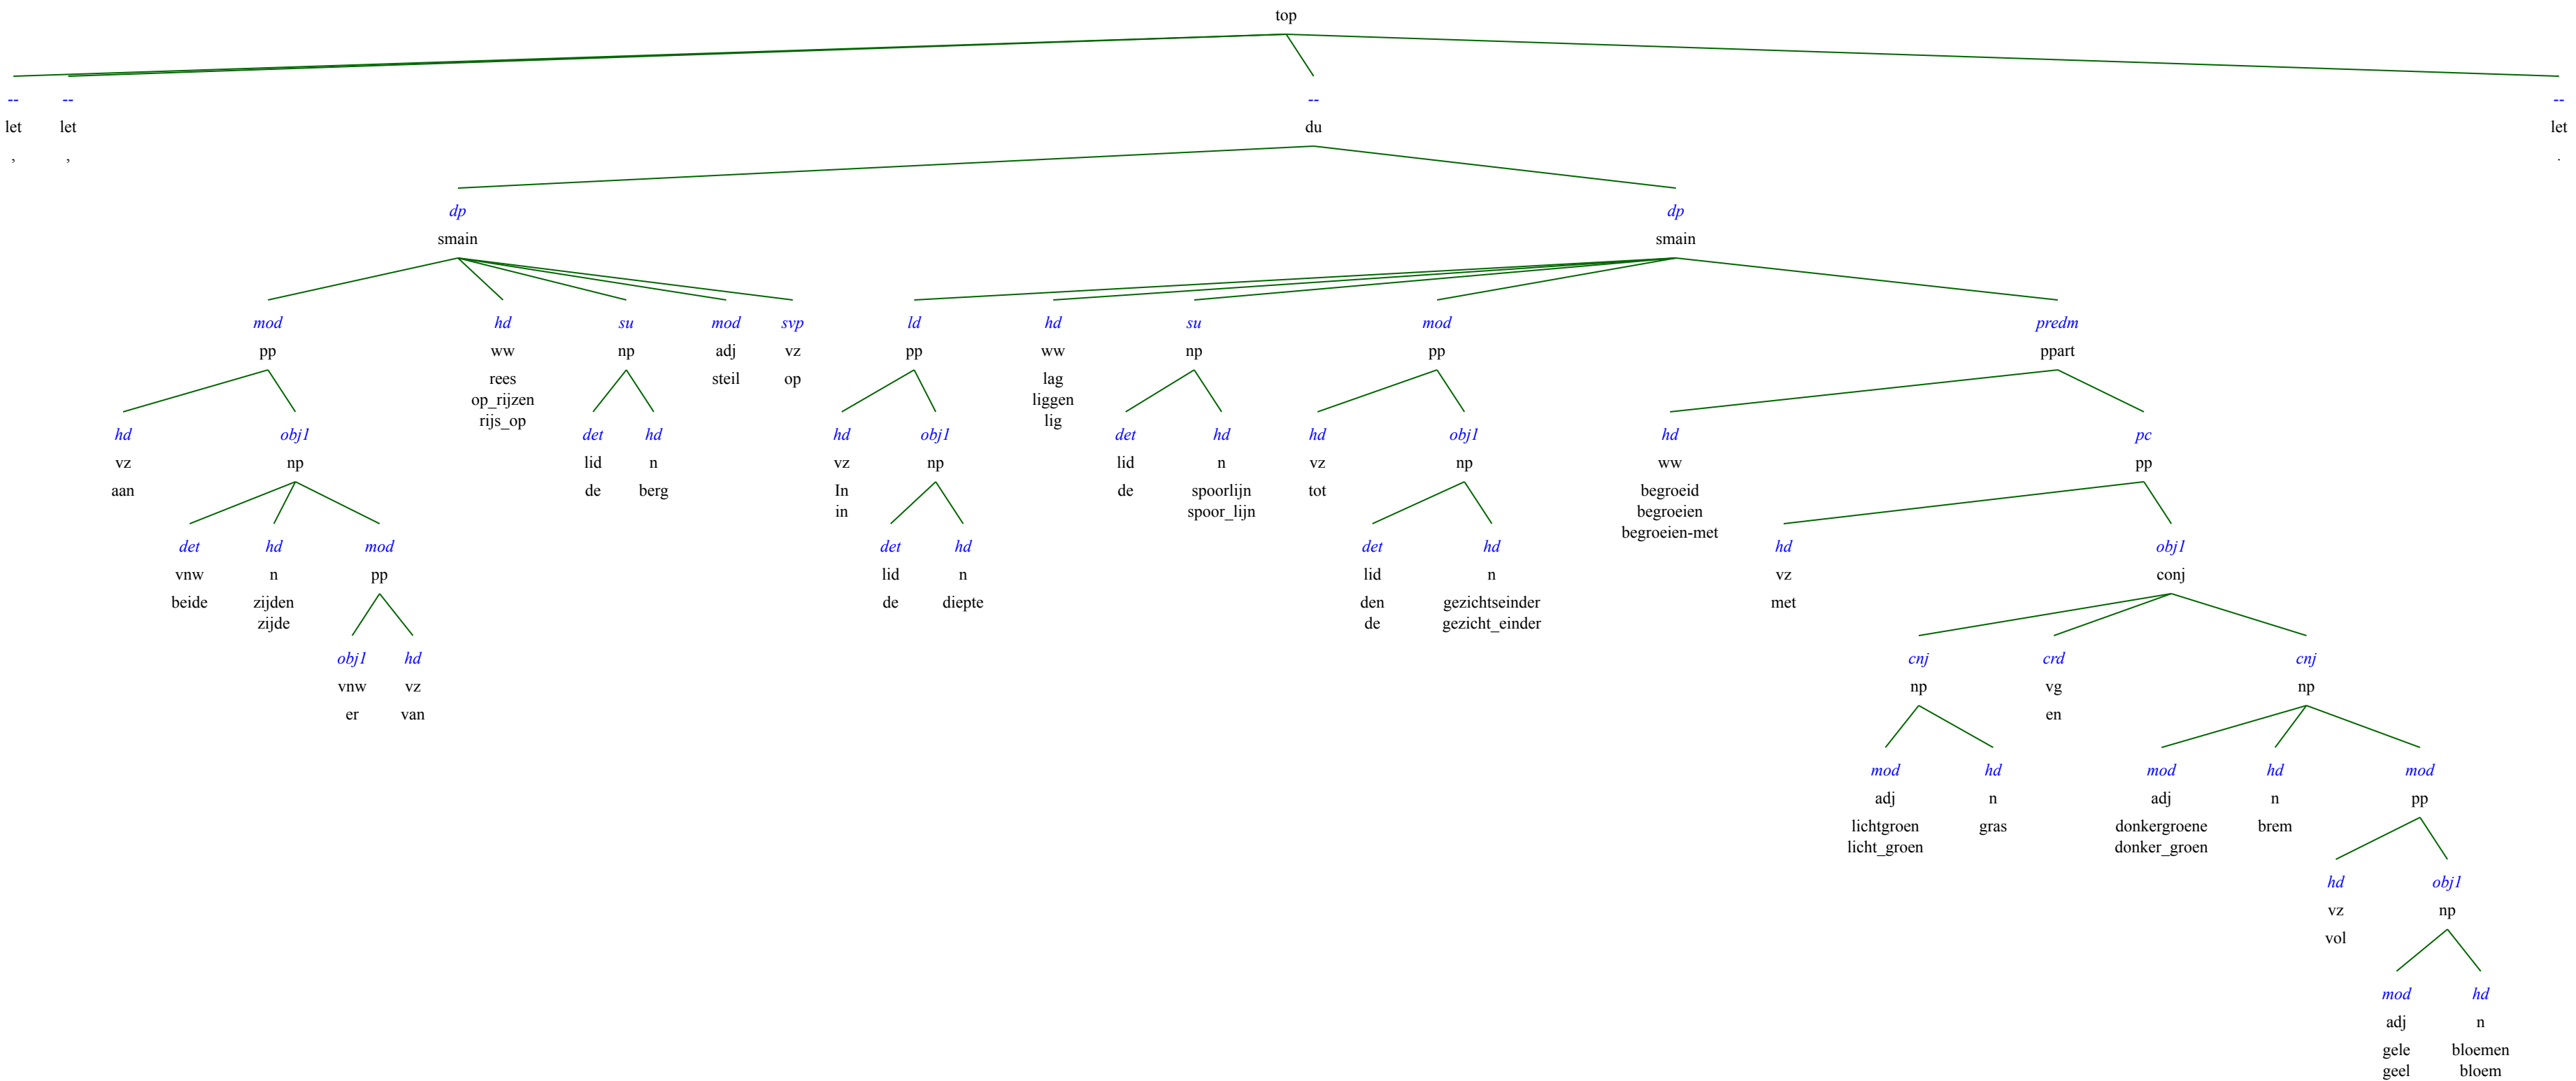 top
-- -- -- --
let let du let
, , .
dp dp
smain smain
mod hd su mod svp ld hd su mod predm
pp ww np adj vz pp ww np pp ppart
rees steil op lag
op_rijzen liggen
rijs_op lig
hd obj1 det hd hd obj1 det hd hd obj1 hd pc
vz np lid n vz np lid n vz np ww pp
aan de berg In de spoorlijn tot begroeid
in spoor_lijn begroeien
begroeien-met
det hd mod det hd det hd hd obj1
vnw n pp lid n lid n vz conj
beide zijden de diepte den gezichtseinder met
zijde de gezicht_einder
obj1 hd cnj crd cnj
vnw vz np vg np
er van en
mod hd mod hd mod
adj n adj n pp
lichtgroen gras donkergroene brem
licht_groen donker_groen
hd obj1
vz np
vol
mod hd
adj n
gele bloemen
geel bloem